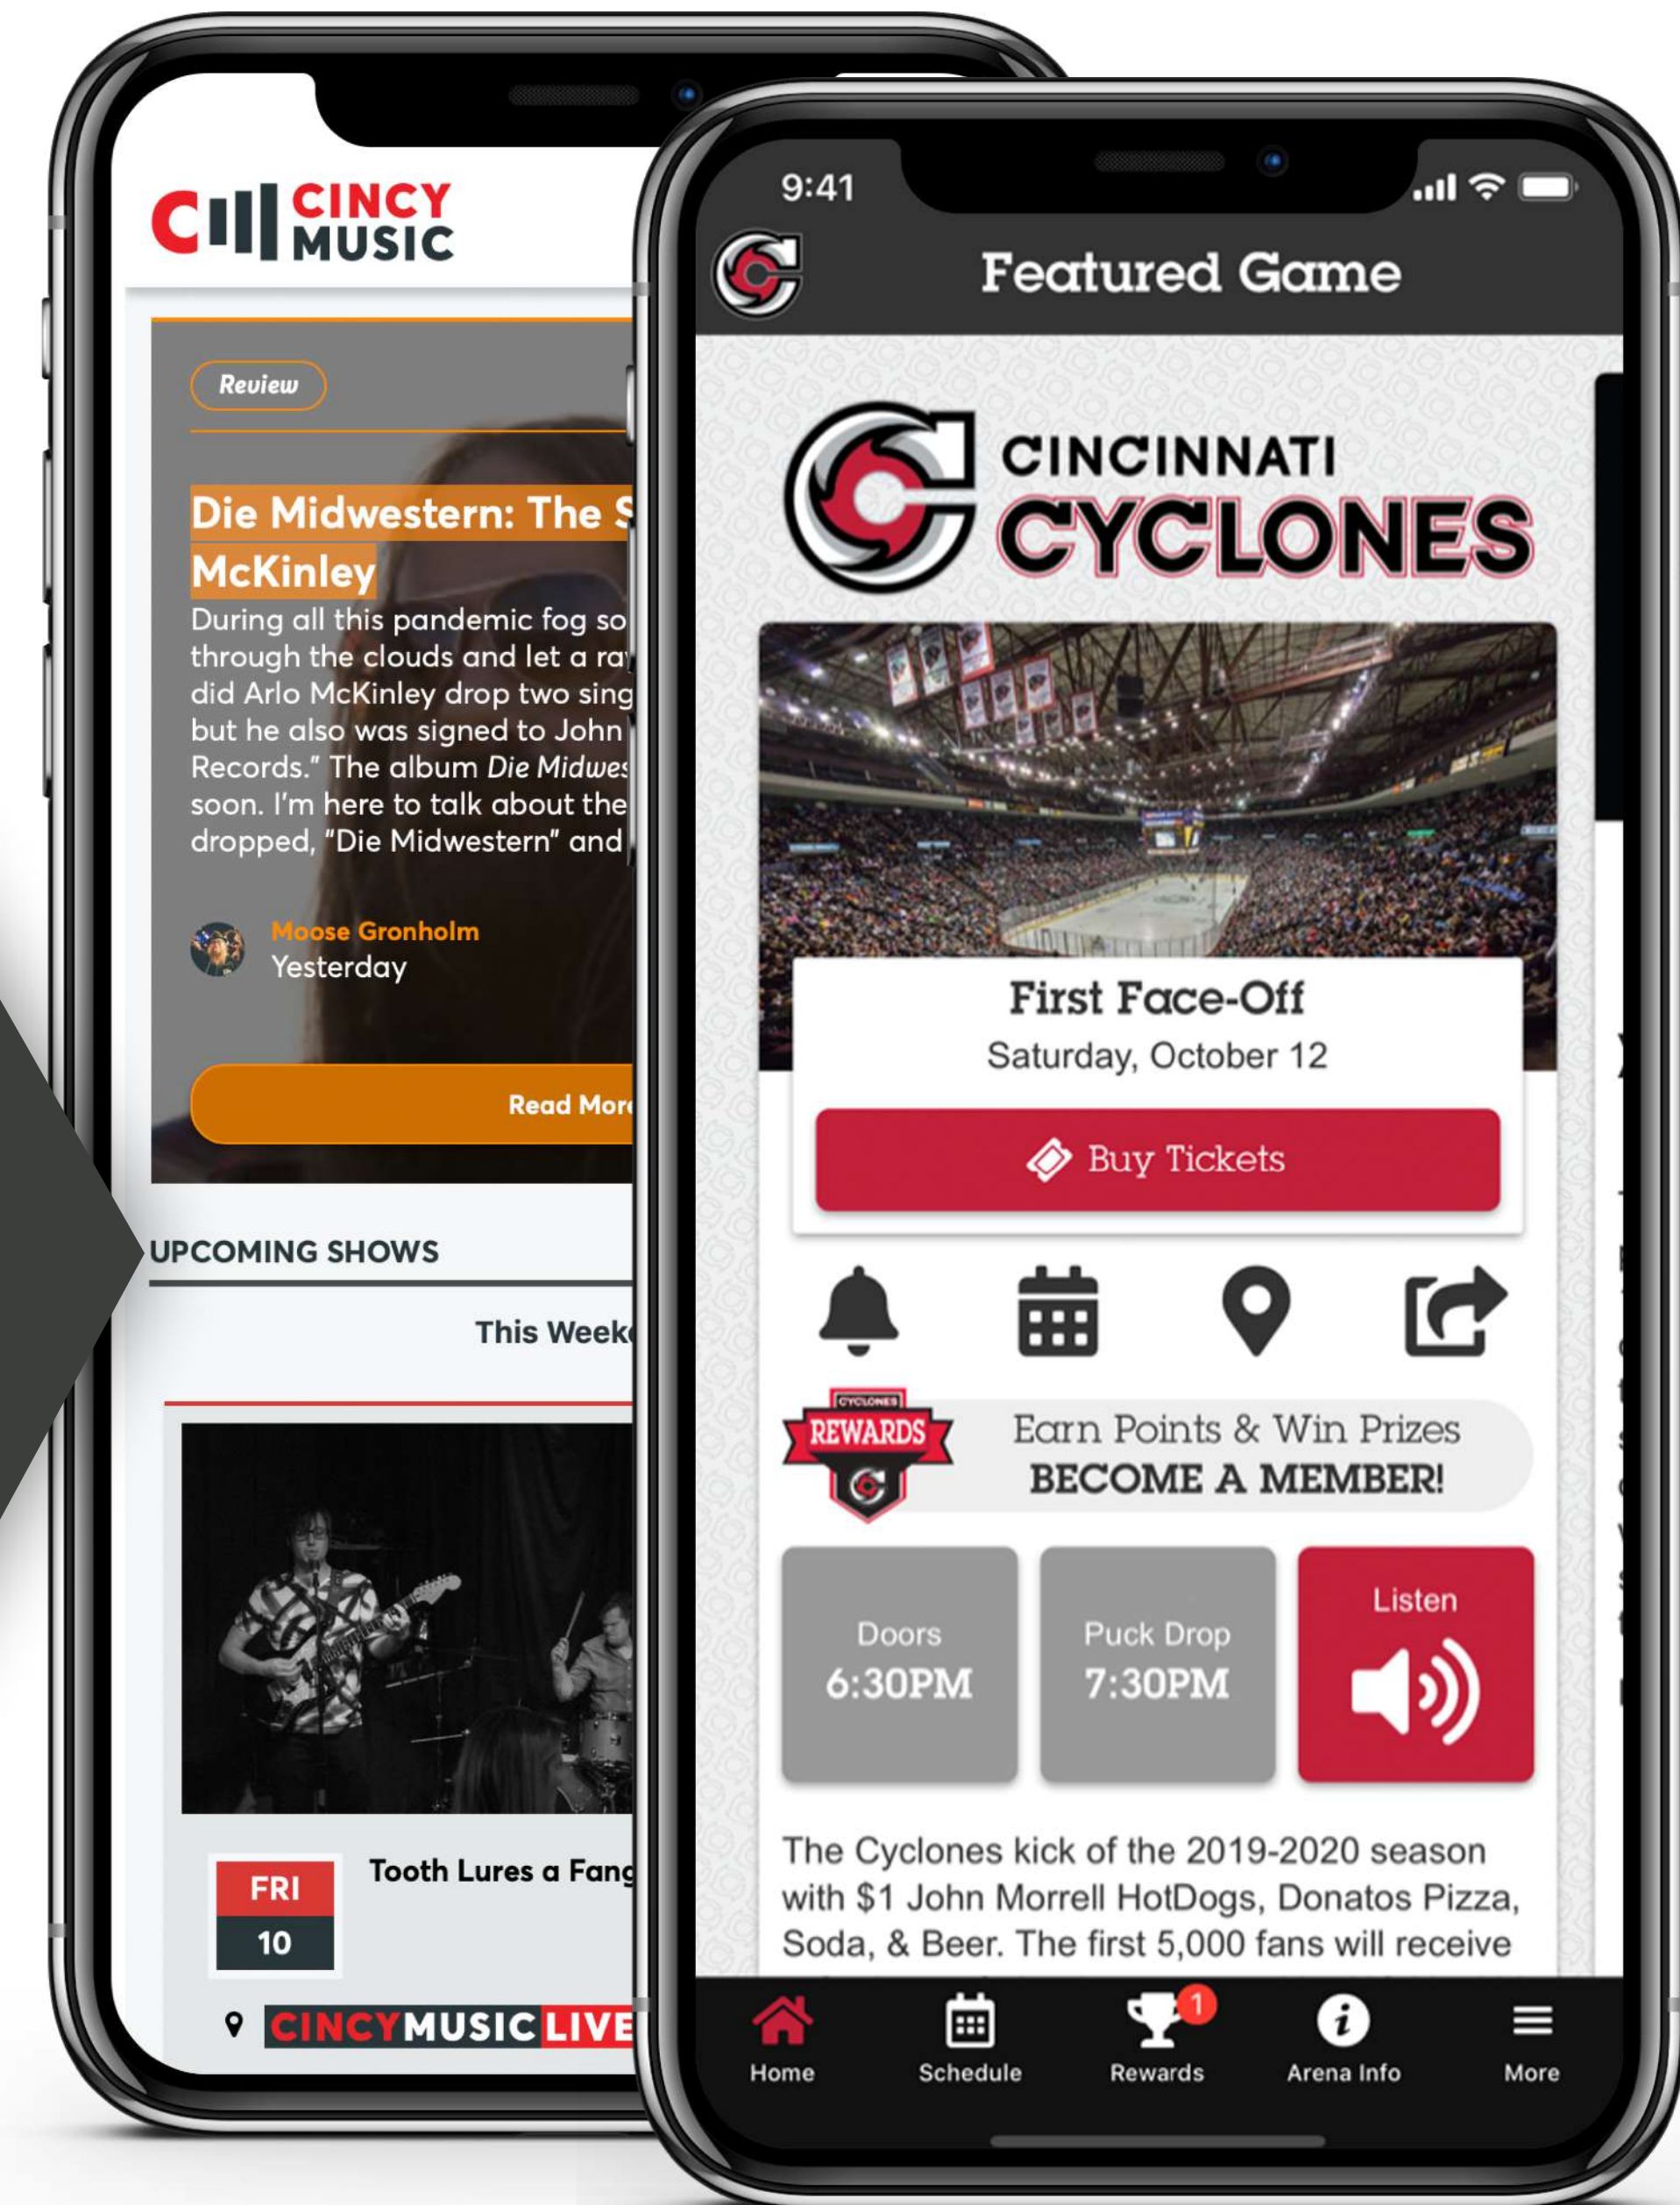 CINCY
MUSIC
Review
Die Midwestern: The S
McKinley
During all this pandemic fog so
through the clouds and let a ra
did Arlo McKinley drop two sing
but he also was signed to John
Records." The album Die Midwes
soon. I'm here to talk about the
dropped, "Die Midwestern" and
Moose Gronholm
Yesterday
Read More
UPCOMING SHOWS
This Week
FRI
10
Tooth Lures a Fang
CINCYMUSIC LIVE
9:41
Featured Game
CINCINNATI
CYCLONES
First Face-Off
Saturday, October 12
Buy Tickets
CYCLONES
REWARDS
Earn Points & Win Prizes
BECOME A MEMBER!
Doors
6:30PM
Puck Drop
7:30PM
Listen
The Cyclones kick of the 2019-2020 season
with $1 John Morrell HotDogs, Donatos Pizza,
Soda, & Beer. The first 5,000 fans will receive
1
Home
Schedule
Rewards
Arena Info
More